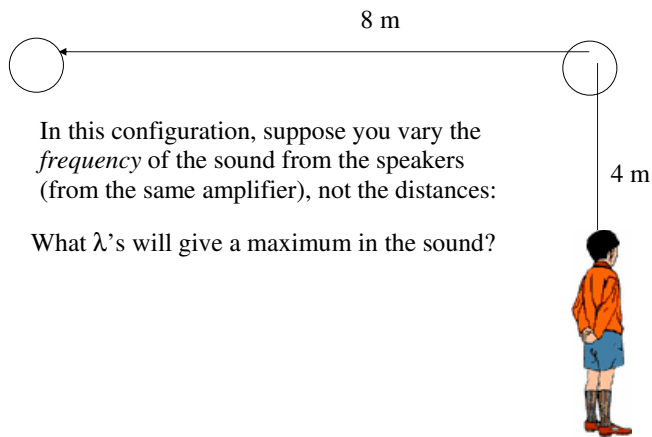 8 m
In this configuration, suppose you vary the
frequency of the sound from the speakers
(from the same amplifier), not the distances:
4 m
What λ's will give a maximum in the sound?